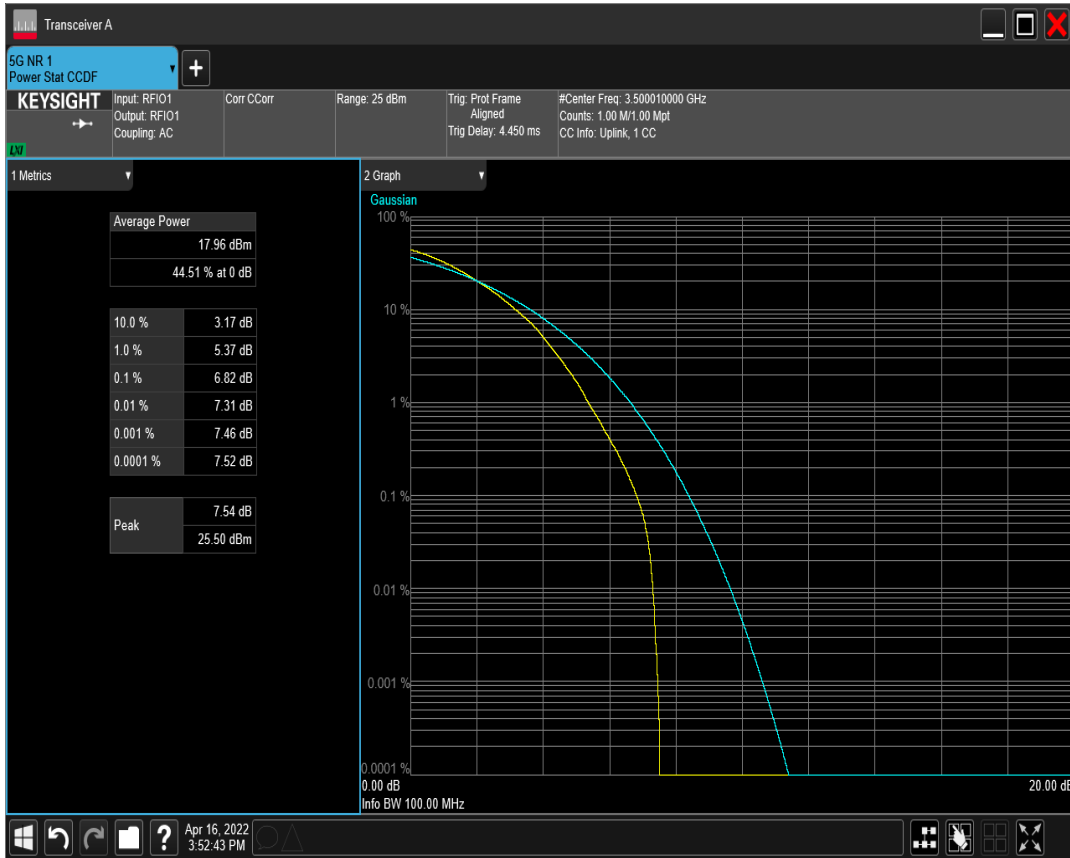 Transceiver A
5G NR 1
Power Stat CCDF
KEYSIGHT
LXI
Input: RFIO1
Output: RFIO1
Coupling: AC
Corr CCorr
Range: 25 dBm
Trig: Prot Frame
Aligned
Trig Delay: 4.450 ms
#Center Freq: 3.500010000 GHz
Counts: 1.00 M/1.00 Mpt
CC Info: Uplink, 1 CC
1 Metrics
Average Power
17.96 dBm
44.51 % at 0 dB
10.0 % 3.17 dB
1.0 % 5.37 dB
0.1 % 6.82 dB
0.01 % 7.31 dB
0.001 % 7.46 dB
0.0001 % 7.52 dB
Peak
7.54 dB
25.50 dBm
2 Graph
Gaussian
100 %
10 %
1 %
0.1 %
0.01 %
0.001 %
0.0001 %
0.00 dB 20.00 dB
Info BW 100.00 MHz
? Apr 16, 2022
3:52:43 PM